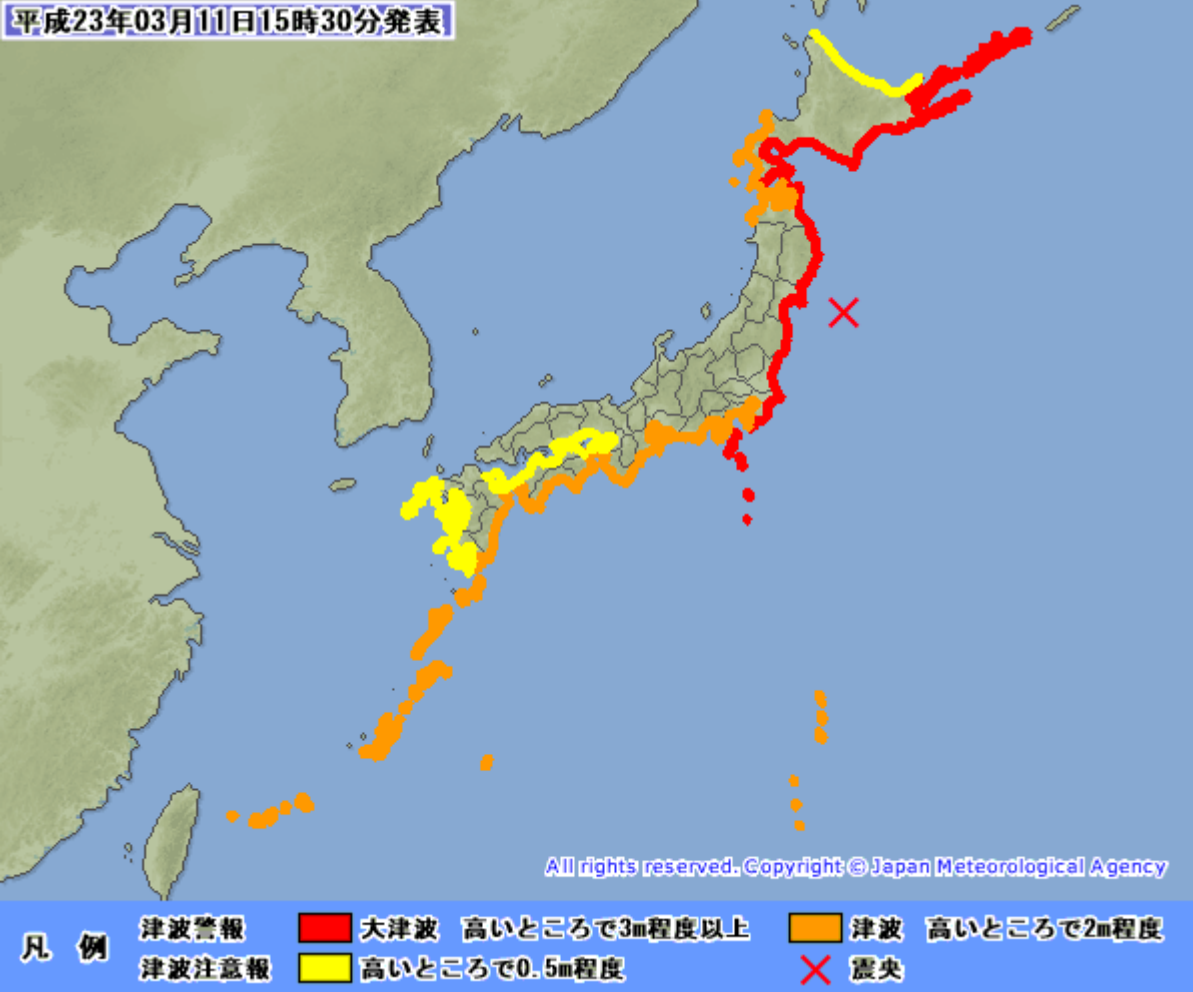 平成23年03月11日15時30分発表
All rights reserved. Copyright © Japan Meteorological Agency
凡 例
津波警報 大津波 高いところで3m程度以上 津波 高いところで2m程度
津波注意報 高いところで0.5m程度 震央